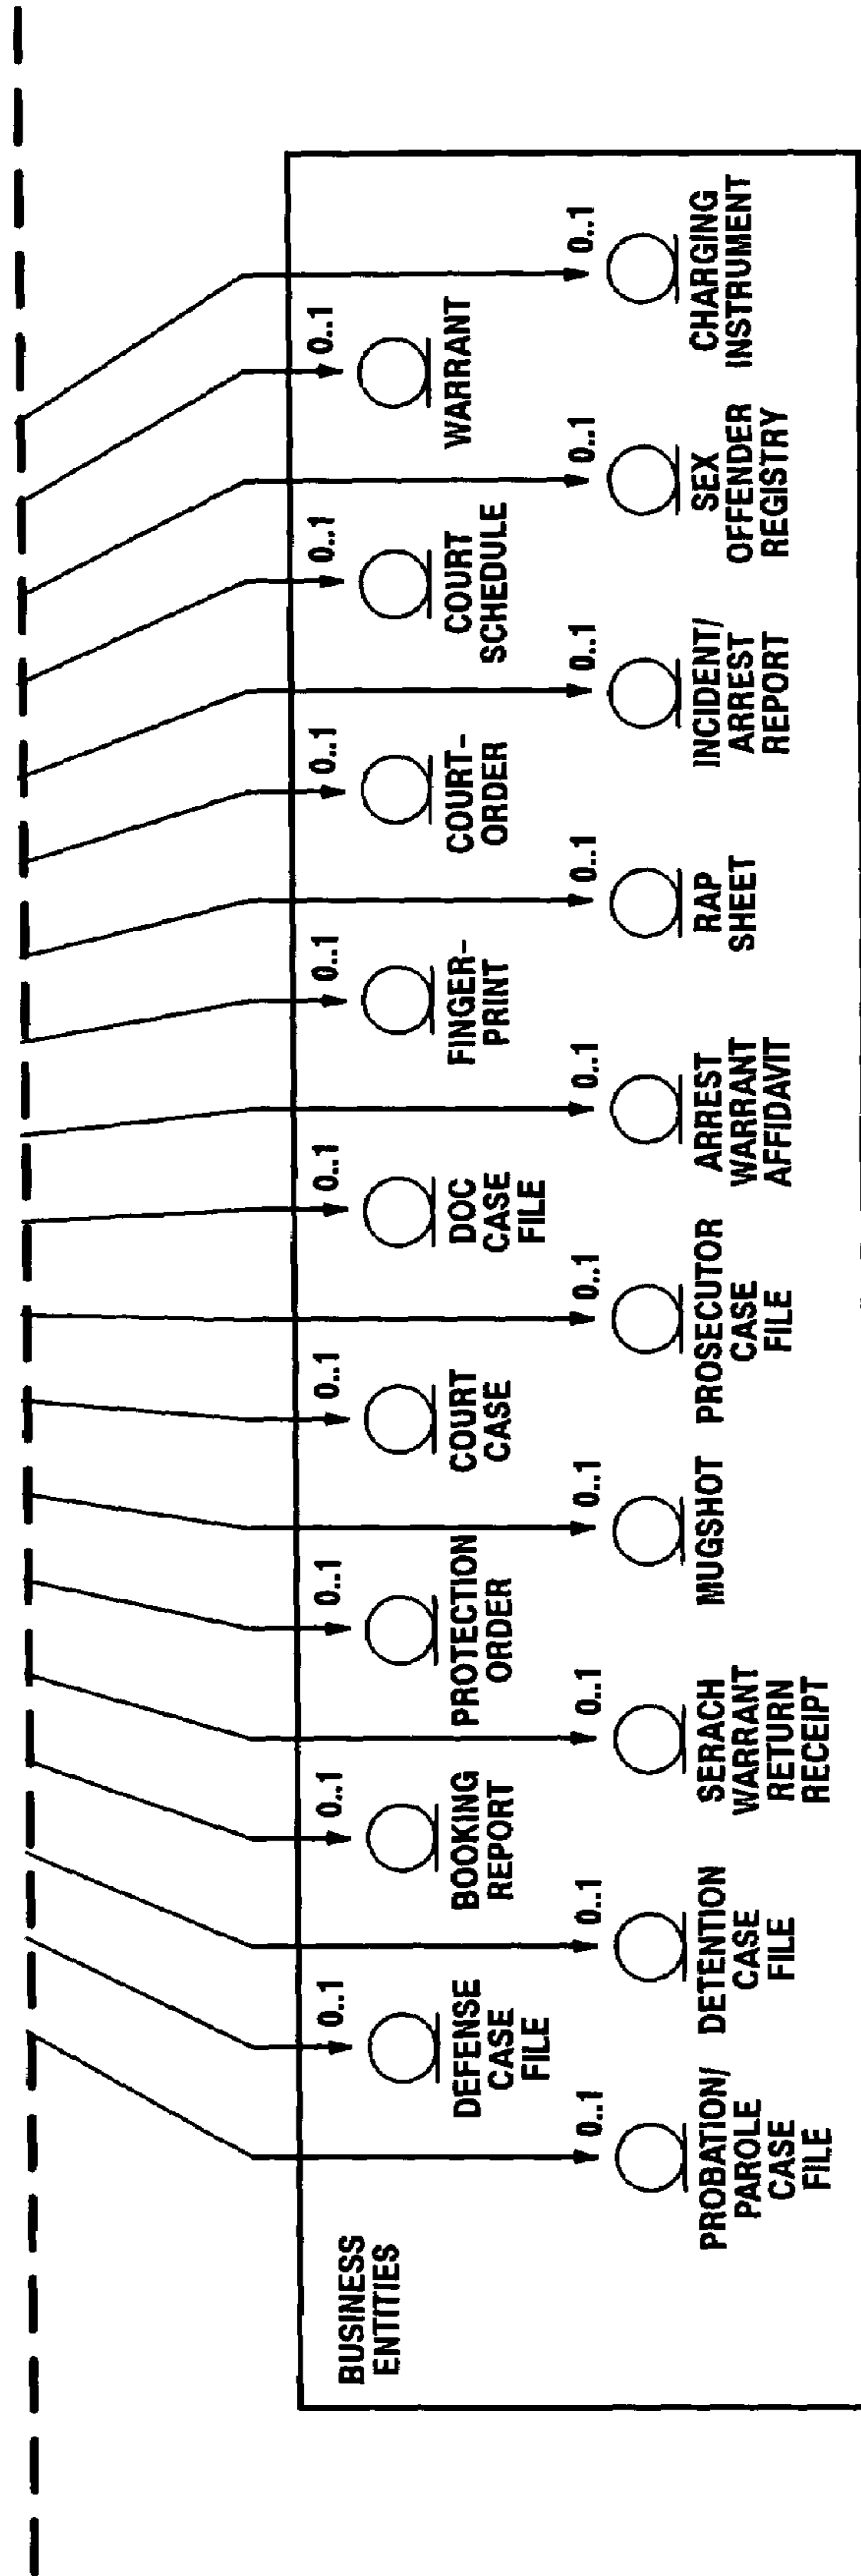 BUSINESS
ENTITIES
0..1
DEFENSE
CASE
FILE
0..1
BOOKING
REPORT
0..1
PROTECTION
ORDER
0..1
COURT
CASE
0..1
DOC
CASE
FILE
0..1
FINGER-
PRINT
0..1
COURT-
ORDER
0..1
COURT
SCHEDULE
0..1
WARRANT
0..1
PROBATION/
PAROLE
CASE
FILE
0..1
DETENTION
CASE
FILE
0..1
SERACH
WARRANT
RETURN
RECEIPT
0..1
MUGSHOT
0..1
PROSECUTOR
CASE
FILE
0..1
ARREST
WARRANT
AFFIDAVIT
0..1
RAP
SHEET
0..1
INCIDENT/
ARREST
REPORT
0..1
SEX
OFFENDER
REGISTRY
0..1
CHARGING
INSTRUMENT